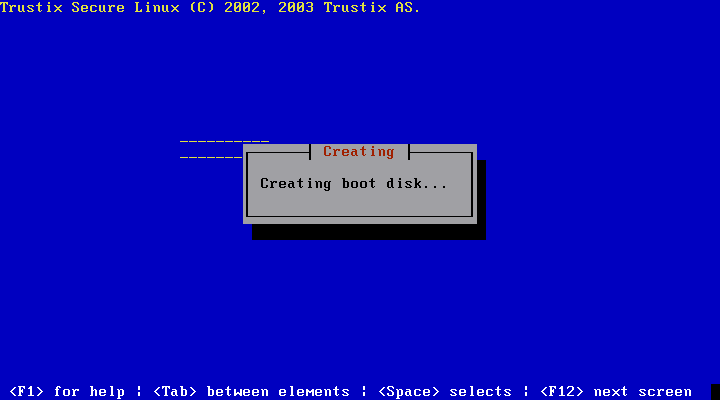 Trustix Secure Linux (C) 2002, 2003 Trustix AS.
Creating
Creating boot disk...
<F1> for help ¦ <Tab> between elements ¦ <Space> selects ¦ <F12> next screen